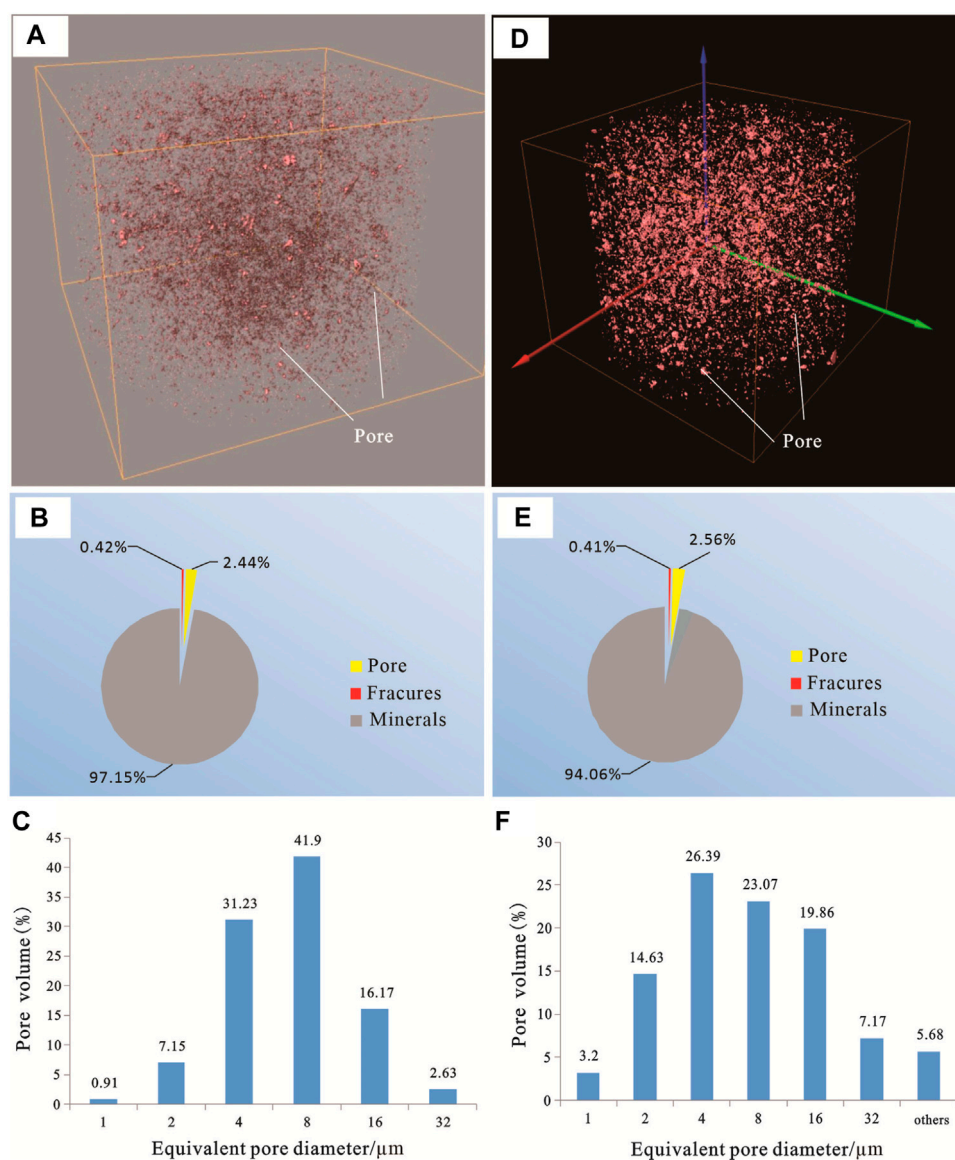 A
Pore
D
Pore
B
0.42%
2.44%
Pore
Fracures
Minerals
97.15%
E
0.41%
2.56%
Pore
Fracures
Minerals
94.06%
C
Pore volume (%)
45
40
35
30
25
20
15
10
5
0
0.91
7.15
31.23
41.9
16.17
2.63
1 2 4 8 16 32
Equivalent pore diameter/μm
F
Pore volume (%)
30
25
20
15
10
5
0
3.2
14.63
26.39
23.07
19.86
7.17
5.68
1 2 4 8 16 32 others
Equivalent pore diameter/μm